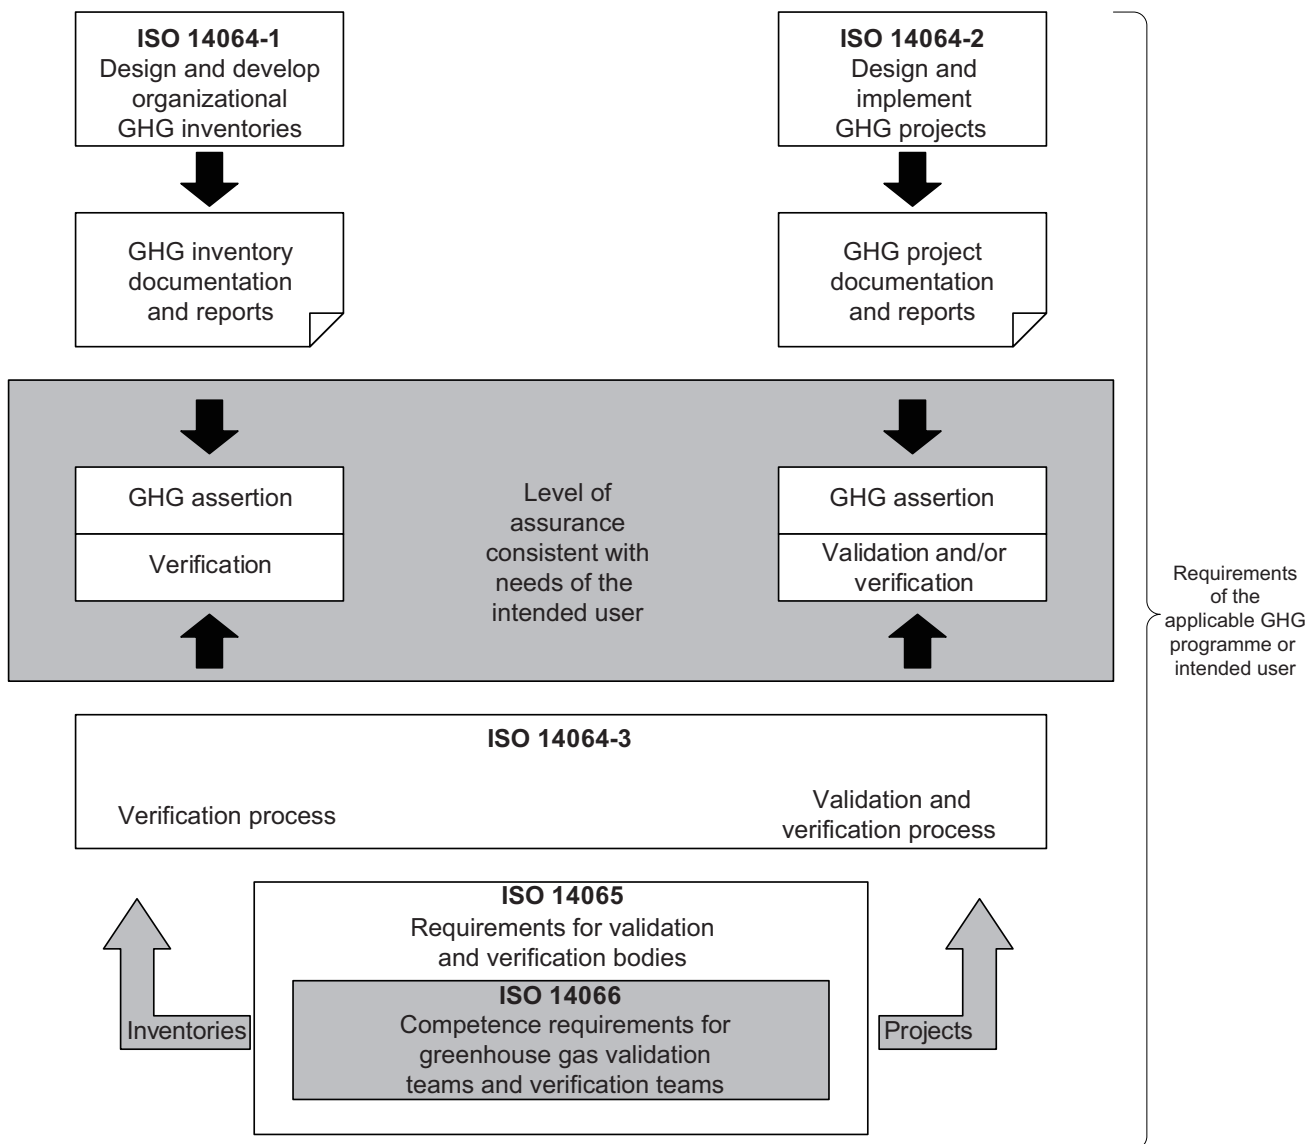 ISO 14064-1
Design and develop
organizational
GHG inventories
ISO 14064-2
Design and
implement
GHG projects
GHG inventory
documentation
and reports
GHG project
documentation
and reports
GHG assertion
Verification
Level of
assurance
consistent with
needs of the
intended user
GHG assertion
Validation and/or
verification
Requirements
of the
applicable GHG
programme or
intended user
ISO 14064-3
Verification process
Validation and
verification process
ISO 14065
Requirements for validation
and verification bodies
ISO 14066
Competence requirements for
greenhouse gas validation
teams and verification teams
Inventories
Projects